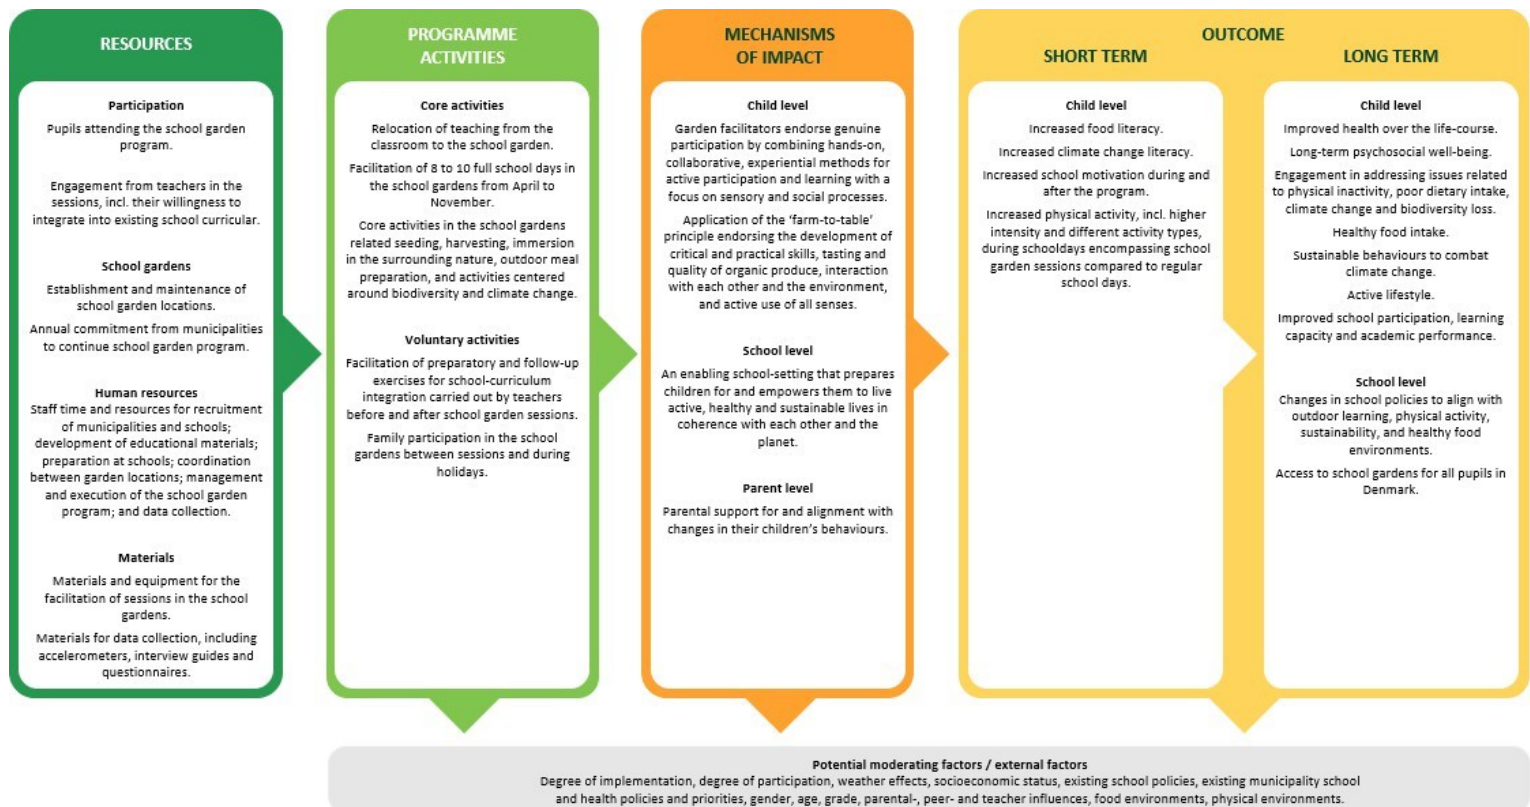 RESOURCES
Participation
Pupils attending the school garden
program.
Engagement from teachers in the
sessions, incl. their willingness to
integrate into existing school curricular.
School gardens
Establishment and maintenance of
school garden locations.
Annual commitment from municipalities
to continue school garden program.
Human resources
Staff time and resources for recruitment
of municipalities and schools;
development of educational materials;
preparation at schools; coordination
between garden locations; management
and execution of the school garden
program; and data collection.
Materials
Materials and equipment for the
facilitation of sessions in the school
gardens.
Materials for data collection, including
accelerometers, interview guides and
questionnaires.
PROGRAMME
ACTIVITIES
Core activities
Relocation of teaching from the
classroom to the school garden.
Facilitation of 8 to 10 full school days in
the school gardens from April to
November.
Core activities in the school gardens
related seeding, harvesting, immersion
in the surrounding nature, outdoor meal
preparation, and activities centered
around biodiversity and climate change.
Voluntary activities
Facilitation of preparatory and follow-up
exercises for school-curriculum
integration carried out by teachers
before and after school garden sessions.
Family participation in the school
gardens between sessions and during
holidays.
MECHANISMS
OF IMPACT
Child level
Garden facilitators endorse genuine
participation by combining hands-on,
collaborative, experiential methods for
active participation and learning with a
focus on sensory and social processes.
Application of the ‘farm-to-table’
principle endorsing the development of
critical and practical skills, tasting and
quality of organic produce, interaction
with each other and the environment,
and active use of all senses.
School level
An enabling school-setting that prepares
children for and empowers them to live
active, healthy and sustainable lives in
coherence with each other and the
planet.
Parent level
Parental support for and alignment with
changes in their children’s behaviours.
OUTCOME
SHORT TERM
Child level
Increased food literacy.
Increased climate change literacy.
Increased school motivation during and
after the program.
Increased physical activity, incl. higher
intensity and different activity types,
during schooldays encompassing school
garden sessions compared to regular
school days.
LONG TERM
Child level
Improved health over the life-course.
Long-term psychosocial well-being.
Engagement in addressing issues related
to physical inactivity, poor dietary intake,
climate change and biodiversity loss.
Healthy food intake.
Sustainable behaviours to combat
climate change.
Active lifestyle.
Improved school participation, learning
capacity and academic performance.
School level
Changes in school policies to align with
outdoor learning, physical activity,
sustainability, and healthy food
environments.
Access to school gardens for all pupils in
Denmark.
Potential moderating factors / external factors
Degree of implementation, degree of participation, weather effects, socioeconomic status, existing school policies, existing municipality school
and health policies and priorities, gender, age, grade, parental-, peer- and teacher influences, food environments, physical environments.